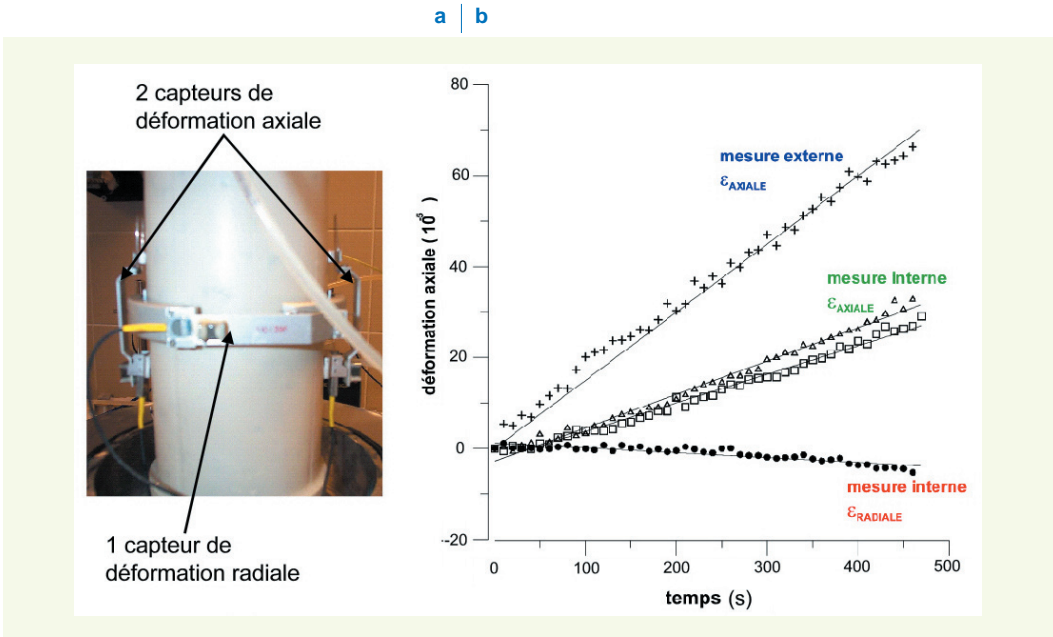 a | b
2 capteurs de
déformation axiale
1 capteur de
déformation radiale
80
60
40
20
0
-20
déformation axiale ( 10⁻⁵ )
mesure externe
εAXIALE
mesure Interne
εAXIALE
mesure interne
εRADIALE
0
100
200
300
400
500
temps (s)